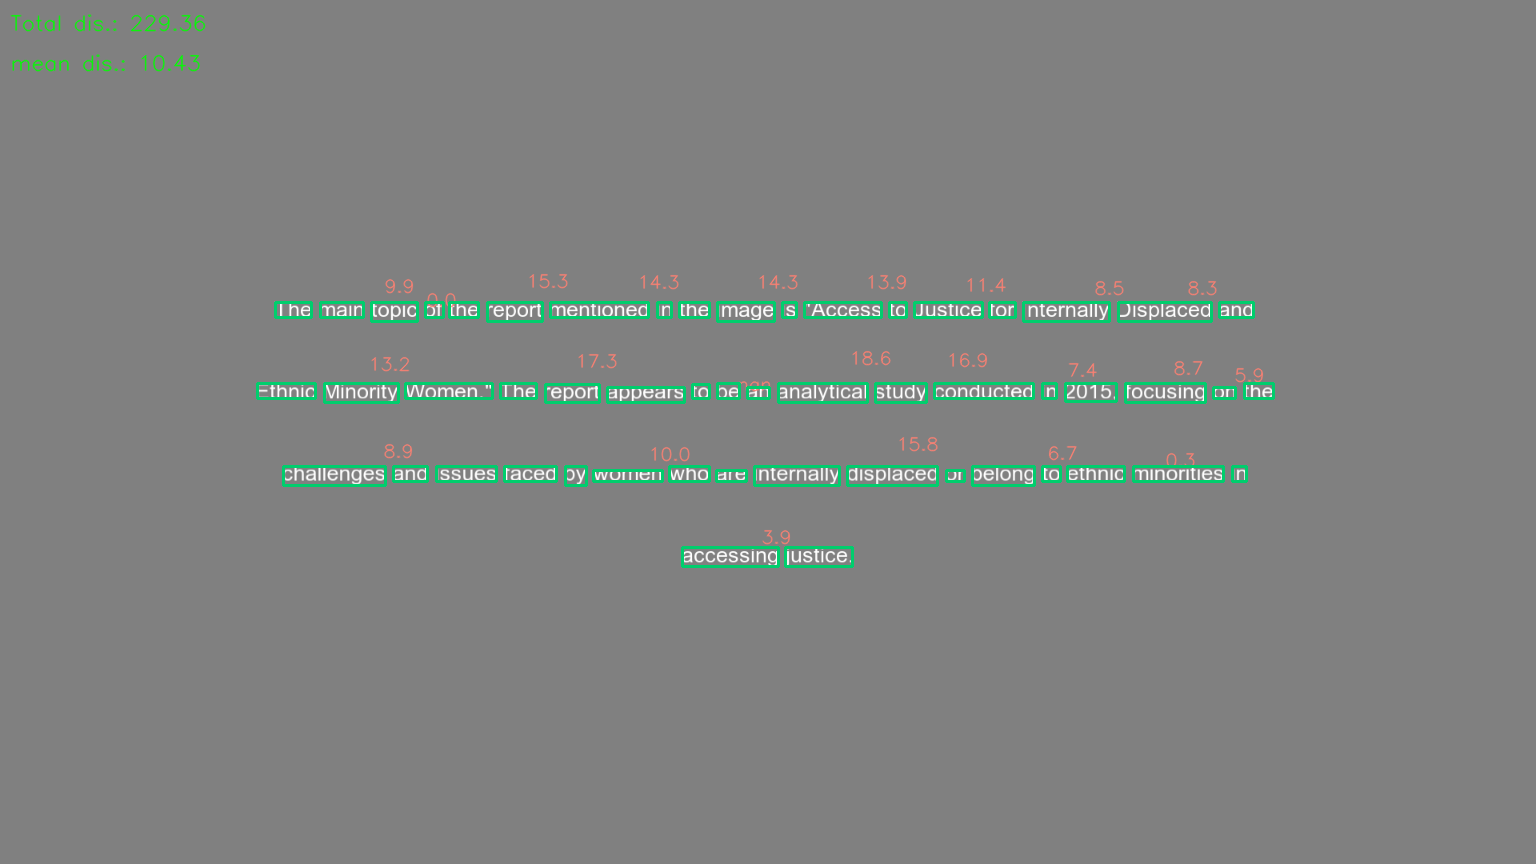 Total dis.: 229.36
mean dis.: 10.43
9.9 0.0 15.3 14.3 14.3 13.9 11.4 8.5 8.3
The main topic of the report mentioned in the image is "Access to Justice for Internally Displaced and
13.2 17.3 18.6 16.9 7.4 8.7 5.9
Ethnic Minority Women." The report appears to be an analytical study conducted in 2015, focusing on the
8.9 10.0 15.8 6.7 0.3
challenges and issues faced by women who are internally displaced or belong to ethnic minorities in
3.9
accessing justice.